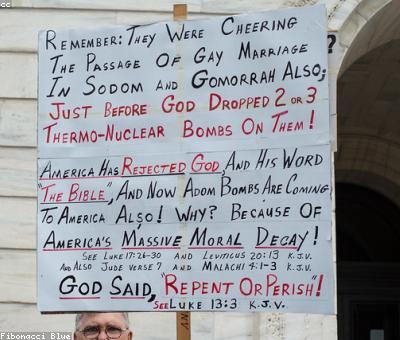 cc
Remember: They Were Cheering
The Passage Of Gay Marriage
In Sodom and Gomorrah Also;
Just Before God Dropped 2 or 3
Thermo-Nuclear Bombs On Them!
America Has Rejected God, And His Word
"The Bible", And Now Adom Bombs Are Coming
To America Also! Why? Because Of
America's Massive Moral Decay!
See Luke 17:26-30 and Leviticus 20:13 K.J.V.
And Also Jude Verse 7 and Malachi 4:1-3 K.J.V.
God Said, "Repent Or Perish"!
See Luke 13:3 K.J.V.
?
AN
Fibonacci Blue